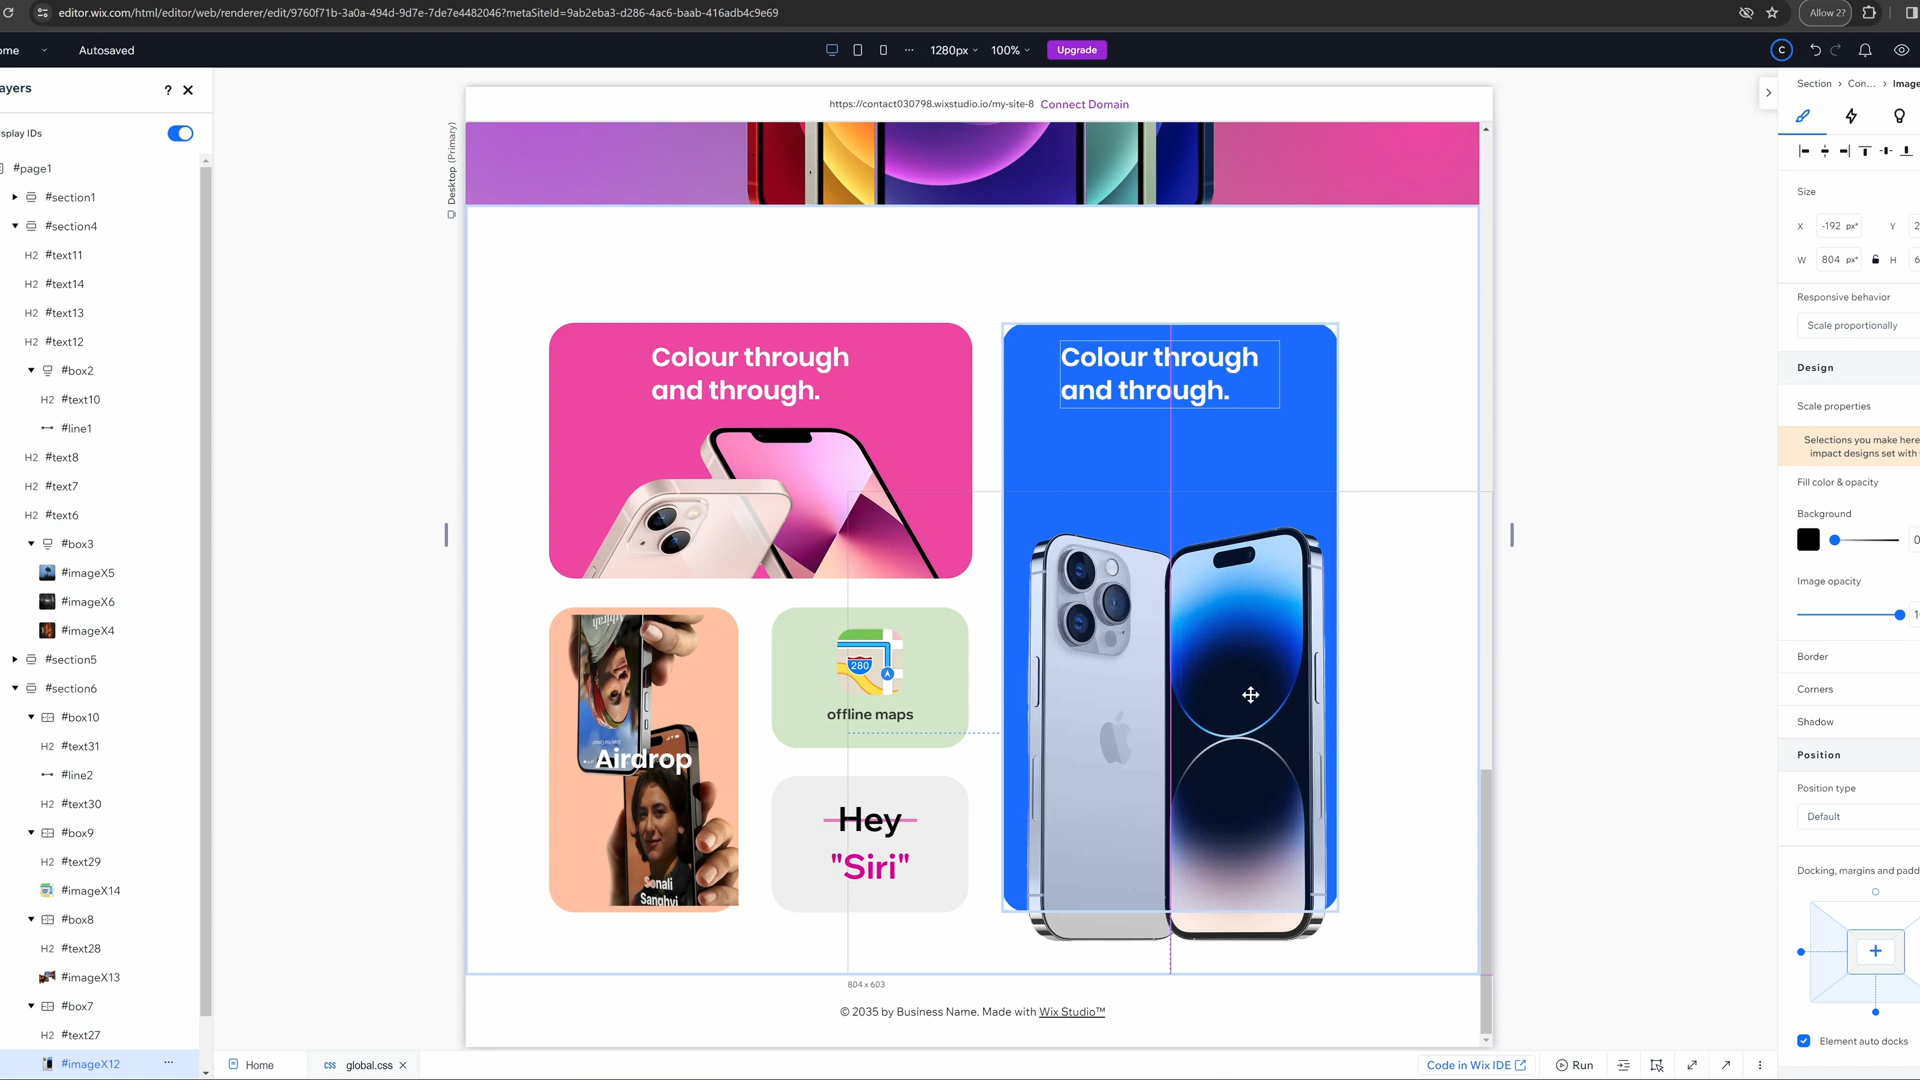 editor.wix.com/html/editor/web/renderer/edit/9760f71b-3a0a-494d-9d7e-7de7e4482046?metaSiteId=9ab2eba3-d286-4ac6-baab-416adb4c9e69
Allow 2?
ome
Autosaved
1280px
100%
Upgrade
C
ayers
?
splay IDs
#page1
#section1
#section4
H2 #text11
H2 #text14
H2 #text13
H2 #text12
#box2
H2 #text10
#line1
H2 #text8
H2 #text7
H2 #text6
#box3
#imageX5
#imageX6
#imageX4
#section5
#section6
#box10
H2 #text31
#line2
H2 #text30
#box9
H2 #text29
#imageX14
#box8
H2 #text28
#imageX13
#box7
H2 #text27
#imageX12
https://contact030798.wixstudio.io/my-site-8 Connect Domain
Desktop (Primary)
Colour through
and through.
Colour through
and through.
Airdrop
Sonali
Sanghvi
280
offline maps
Hey
"Siri"
804 x 603
© 2035 by Business Name. Made with Wix Studio™
Home
css global.css
Code in Wix IDE
Run
Section > Con... > Image
Size
X -192 px* Y 2
W 804 px* H 6
Responsive behavior
Scale proportionally
Design
Scale properties
Selections you make here
impact designs set with
Fill color & opacity
Background
0
Image opacity
1
Border
Corners
Shadow
Position
Position type
Default
Docking, margins and padd
Element auto docks